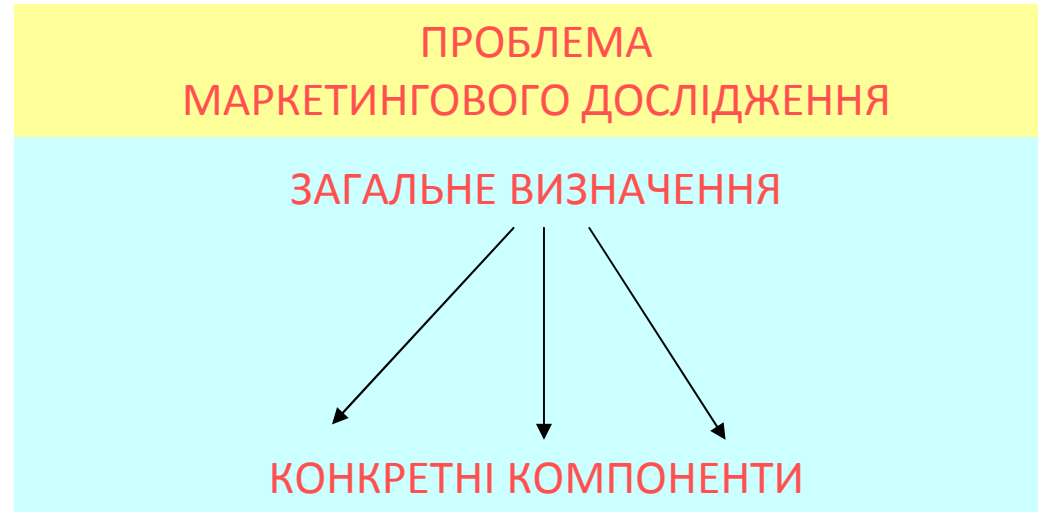 ПРОБЛЕМА
МАРКЕТИНГОВОГО ДОСЛІДЖЕННЯ
ЗАГАЛЬНЕ ВИЗНАЧЕННЯ
КОНКРЕТНІ КОМПОНЕНТИ